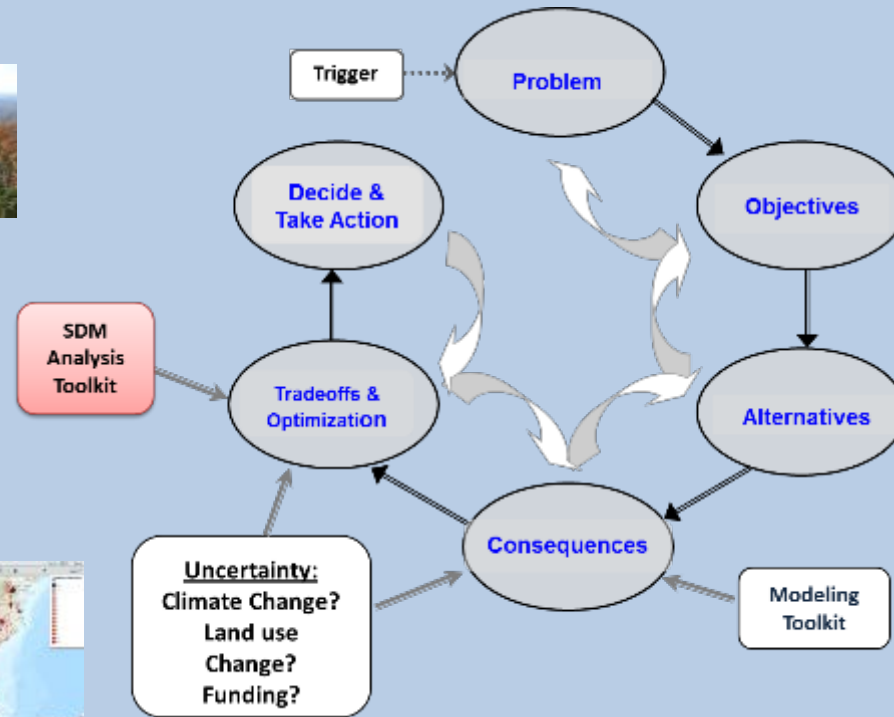 Trigger
Problem
Decide &
Take Action
Objectives
SDM
Analysis
Toolkit
Tradeoffs &
Optimization
Alternatives
Consequences
Uncertainty:
Climate Change?
Land use
Change?
Funding?
Modeling
Toolkit